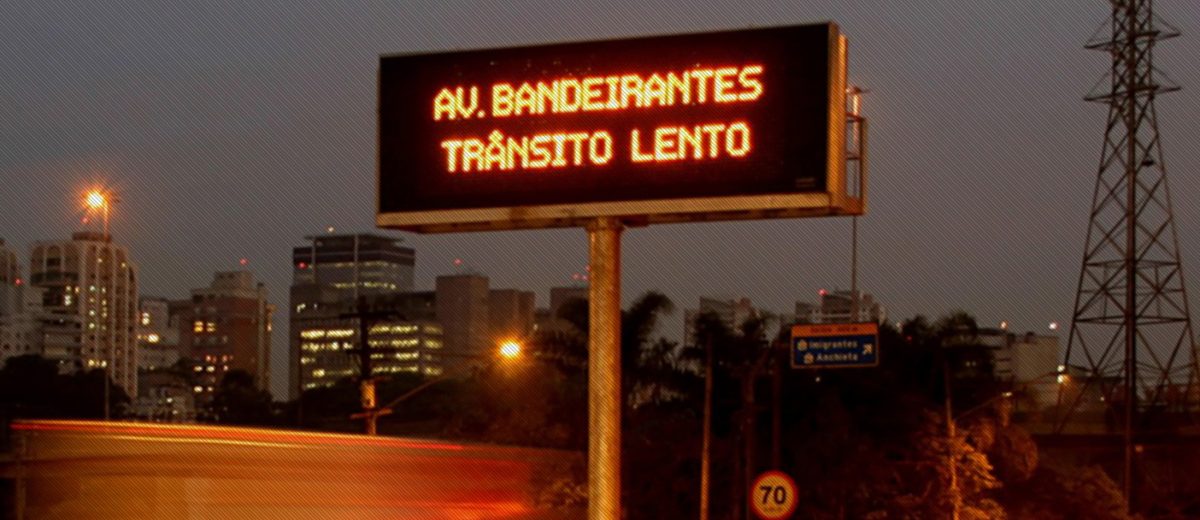 AV. BANDEIRANTES
TRÂNSITO LENTO
Imigrantes
Anchieta
70